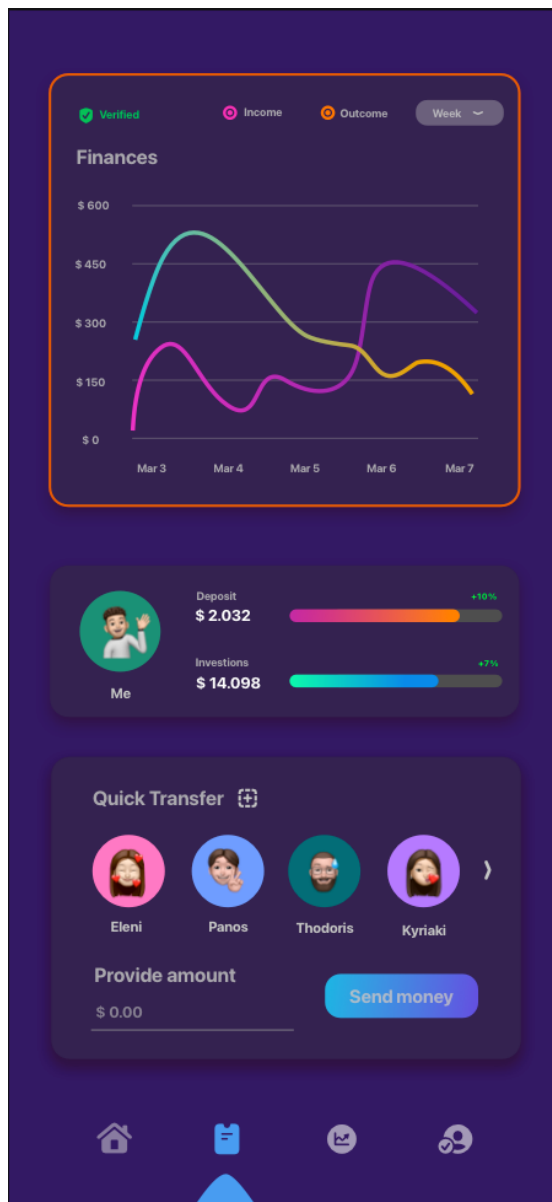 Verified
Income
Outcome
Week
Finances
$ 600
$ 450
$ 300
$ 150
$ 0
Mar 3 Mar 4 Mar 5 Mar 6 Mar 7
Deposit
+10%
$ 2.032
Investions
+7%
$ 14.098
Me
Quick Transfer
Eleni Panos Thodoris Kyriaki
Provide amount
$ 0.00
Send money